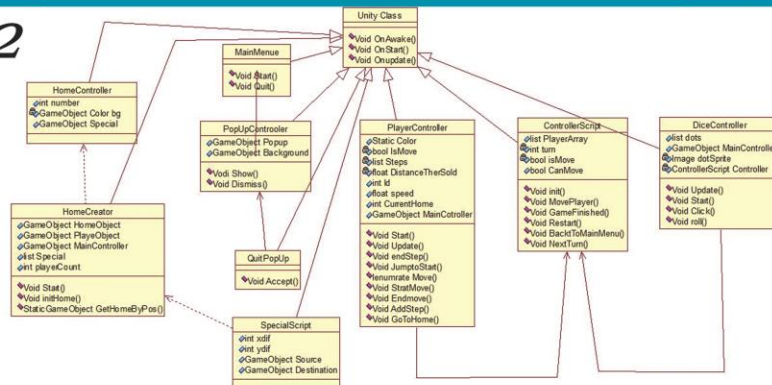 2
Unity Class
Void OnAwake()
Void OnStart()
Void Onupdate()
MainMenue
Void Start()
Void Quit()
HomeController
int number
GameObject Color bg
GameObject Special
PopUpControoler
GameObject Popup
GameObject Background
Vodi Show()
Void Dismiss()
PlayerController
Static Color
bool IsMove
list Steps
float DistanceTherSold
int Id
float speed
int CurrentHome
GameObject MainCotroller
Void Start()
Void Update()
Void endStep()
Void JumptoStart()
Ienumrate Move()
Void StratMove()
Void Endmove()
Void AddStep()
Void GoToHome()
ControllerScript
list PlayerArray
int turn
bool isMove
bool CanMove
Void init()
Void MovePlayer()
Void GameFinished()
Void Restart()
Void BacktToMainMenu()
Void NextTurn()
DiceController
list dots
GameObject MainControlle
Image dotSprite
ControllerScript Controller
Void Update()
Void Start()
Void Click()
Void roll()
HomeCreator
GameObject HomeObject
GameObject PlayeObject
GameObject MainController
list Special
int playeiCount
Void Start()
Void initHome()
StaticGameObject GetHomeByPos()
QuitPopUp
Void Accept()
SpecialScript
int xdif
int ydif
GameObject Source
GameObject Destination